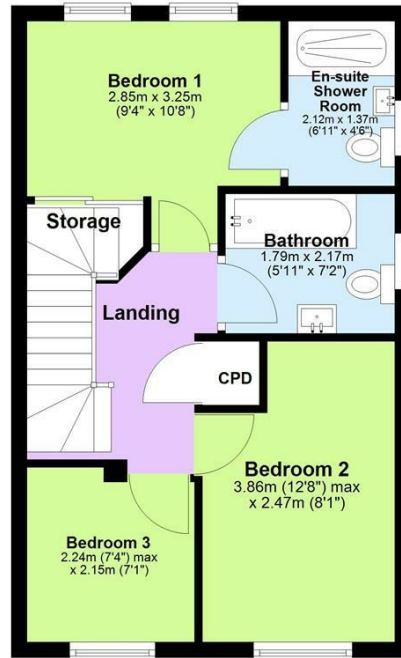 Bedroom 1
2.85m x 3.25m
(9'4" x 10'8")
En-suite
Shower
Room
2.12m x 1.37m
(6'11" x 4'6")
Storage
Bathroom
1.79m x 2.17m
(5'11" x 7'2")
Landing
CPD
Bedroom 2
3.86m (12'8") max
x 2.47m (8'1")
Bedroom 3
2.24m (7'4") max
x 2.15m (7'1")